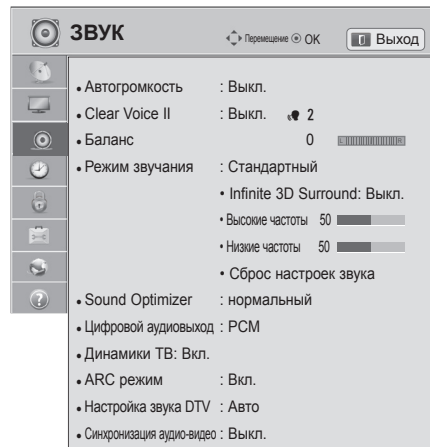 ЗВУК Перемещение OK Выход
• Автогромкость : Выкл.
• Clear Voice II : Выкл. 2
• Баланс 0 L R
• Режим звучания : Стандартный
• Infinite 3D Surround: Выкл.
• Высокие частоты 50
• Низкие частоты 50
• Сброс настроек звука
• Sound Optimizer : нормальный
• Цифровой аудиовыход : PCM
• Динамики ТВ: Вкл.
• ARC режим : Вкл.
• Настройка звука DTV : Авто
• Синхронизация аудио-видео : Выкл.